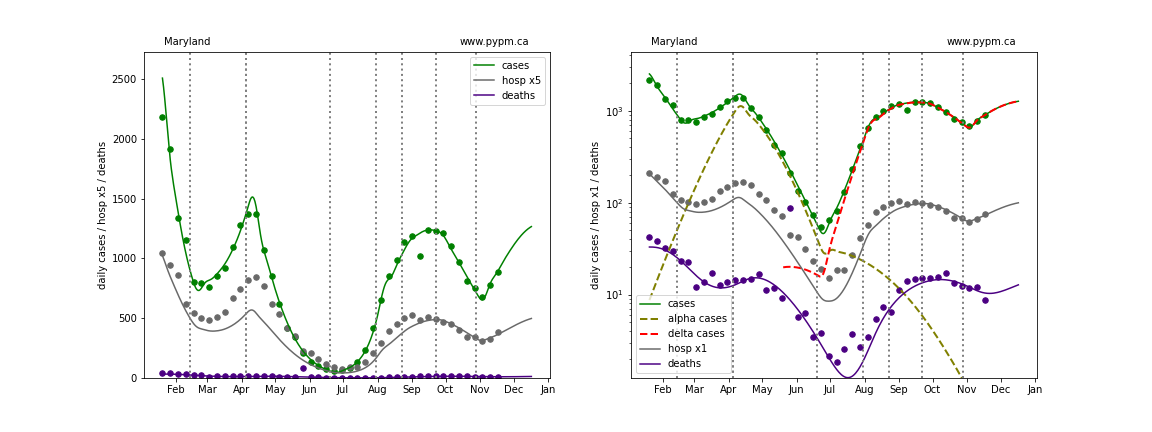 Maryland
www.pypm.ca
daily cases / hosp x5 / deaths
2500
2000
1500
1000
500
0
cases
hosp x5
deaths
Feb Mar Apr May Jun Jul Aug Sep Oct Nov Dec Jan
Maryland
www.pypm.ca
daily cases / hosp x1 / deaths
10³
10²
10¹
cases
alpha cases
delta cases
hosp x1
deaths
Feb Mar Apr May Jun Jul Aug Sep Oct Nov Dec Jan